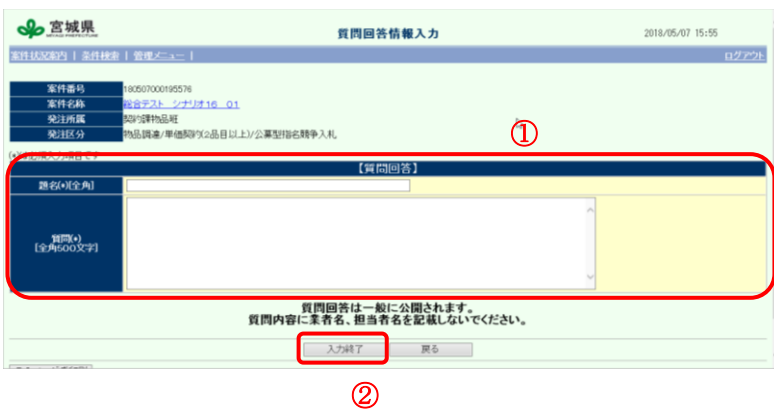 宮城県
MIYAGI PREFECTURE
質問回答情報入力
2018/05/07 15:55
案件状況案内 | 条件検索 | 管理メニュー |
ログアウト
案件番号 180507000195576
案件名称 総合テスト シナリオ16 01
発注所属 契約課物品班
発注区分 物品調達/単価契約(2品目以上)/公募型指名競争入札
①
【質問回答】
題名(*)[全角]
質問(*)
[全角500文字]
質問回答は一般に公開されます。
質問内容に業者名、担当者名を記載しないでください。
入力終了 戻る
②